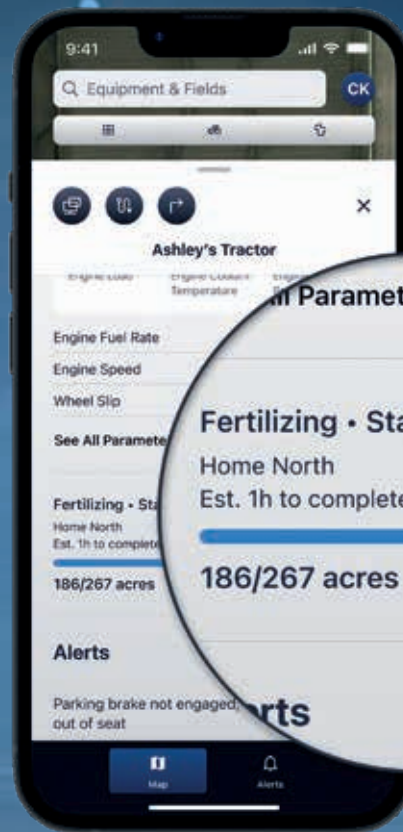 9:41
Equipment & Fields
CK
Ashley's Tractor
Engine Load
Engine Coolant
Temperature
Engine Fuel Rate
Engine Speed
Wheel Slip
See All Paramete
Fertilizing • Sta
Home North
Est. 1h to complete
186/267 acres
Alerts
Parking brake not engaged,
out of seat
Map
Alerts
All Paramet
Fertilizing • Sta
Home North
Est. 1h to complete
186/267 acres
erts